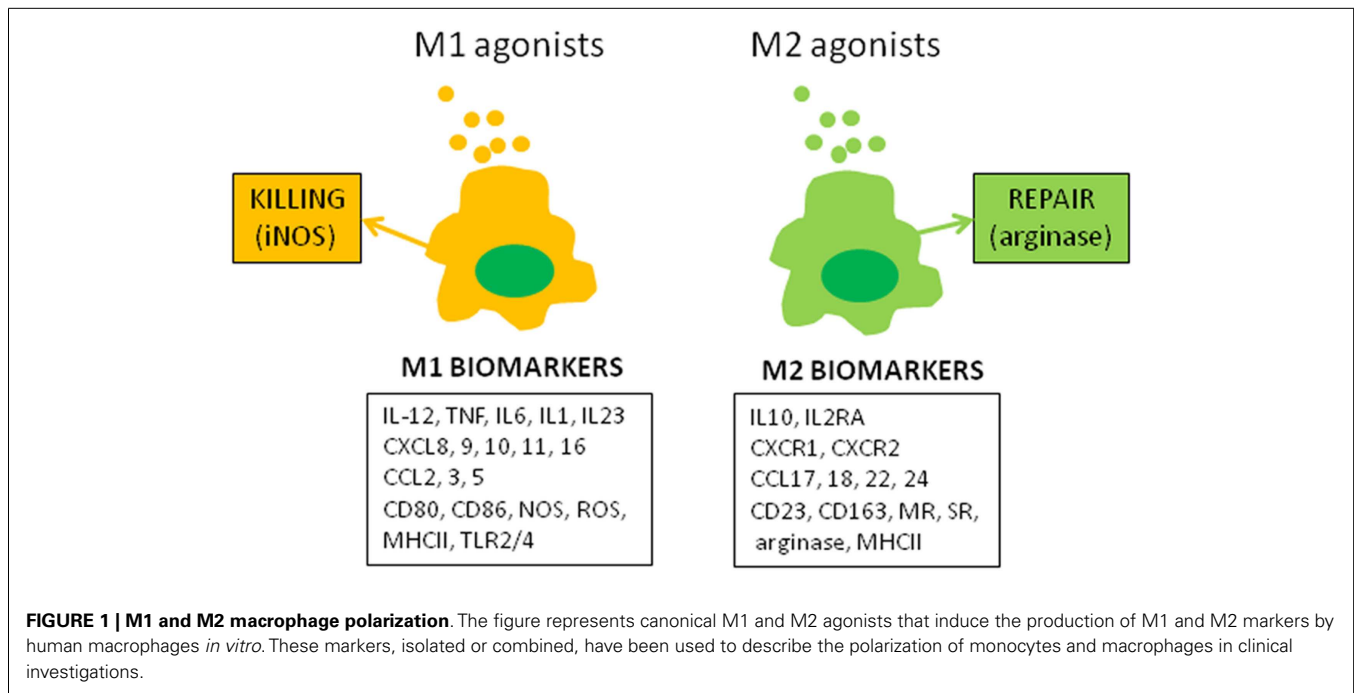 M1 agonists
M2 agonists
KILLING
(iNOS)
REPAIR
(arginase)
M1 BIOMARKERS
IL-12, TNF, IL6, IL1, IL23
CXCL8, 9, 10, 11, 16
CCL2, 3, 5
CD80, CD86, NOS, ROS,
MHCII, TLR2/4
M2 BIOMARKERS
IL10, IL2RA
CXCR1, CXCR2
CCL17, 18, 22, 24
CD23, CD163, MR, SR,
arginase, MHCII
FIGURE 1 | M1 and M2 macrophage polarization. The figure represents canonical M1 and M2 agonists that induce the production of M1 and M2 markers by
human macrophages in vitro. These markers, isolated or combined, have been used to describe the polarization of monocytes and macrophages in clinical
investigations.